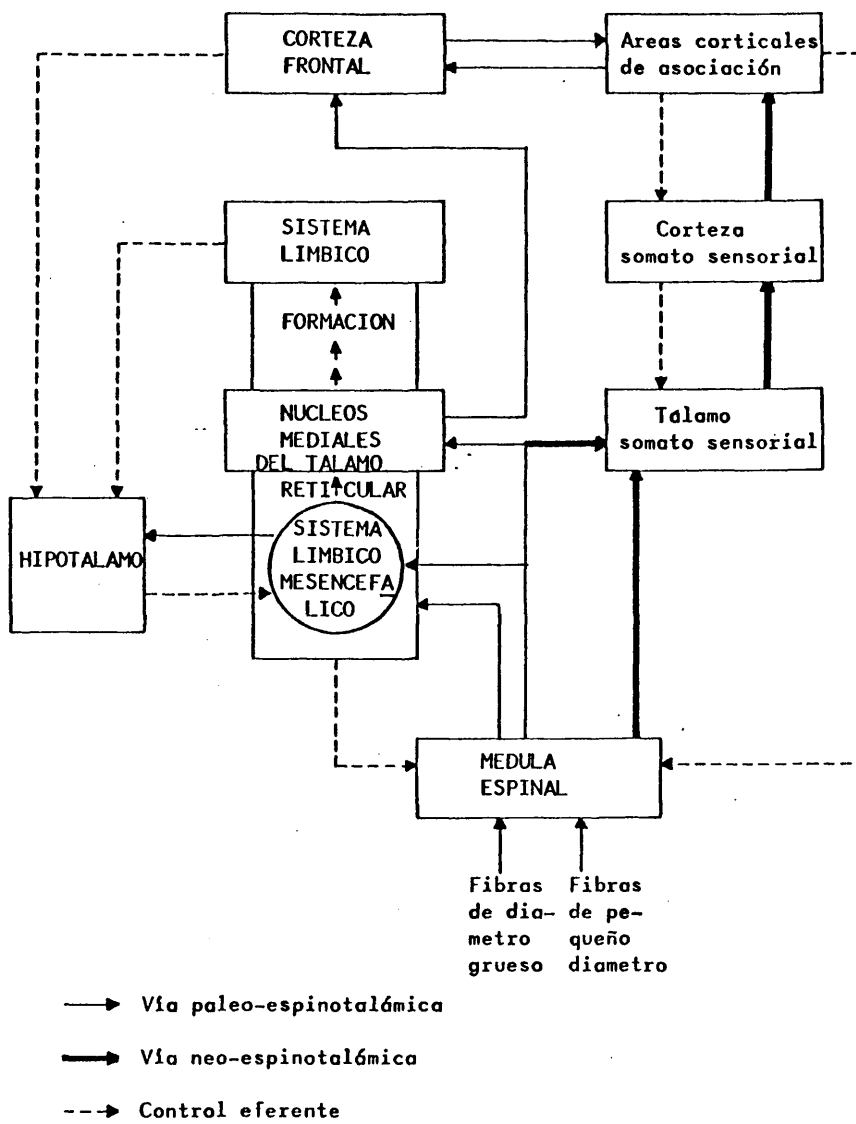 CORTEZA
FRONTAL
Areas corticales
de asociación
SISTEMA
LIMBICO
Corteza
somato sensorial
FORMACION
NUCLEOS
MEDIALES
DEL TALAMO
Tálamo
somato sensorial
RETICULAR
SISTEMA
LIMBICO
MESENCEFA
LICO
HIPOTALAMO
MEDULA
ESPINAL
Fibras
de dia-
metro
grueso
Fibras
de pe-
queño
diametro
Vía paleo-espinotalámica
Vía neo-espinotalámica
Control eferente